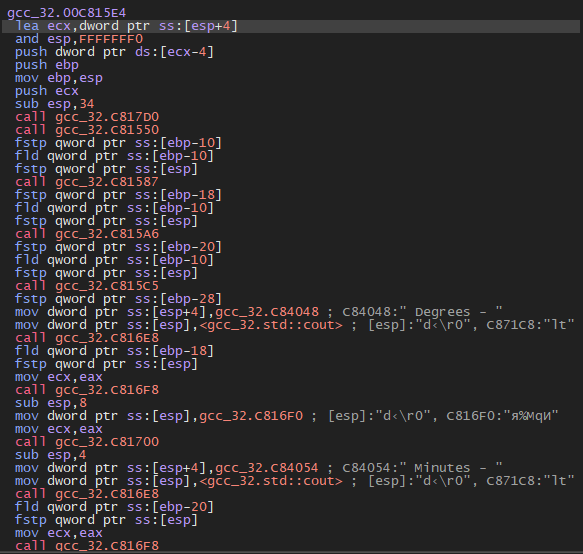 gcc_32.00C815E4
lea ecx,dword ptr ss:[esp+4]
and esp,FFFFFFF0
push dword ptr ds:[ecx-4]
push ebp
mov ebp,esp
push ecx
sub esp,34
call gcc_32.C817D0
call gcc_32.C81550
fstp qword ptr ss:[ebp-10]
fld qword ptr ss:[ebp-10]
fstp qword ptr ss:[esp]
call gcc_32.C81587
fstp qword ptr ss:[ebp-18]
fld qword ptr ss:[ebp-10]
fstp qword ptr ss:[esp]
call gcc_32.C815A6
fstp qword ptr ss:[ebp-20]
fld qword ptr ss:[ebp-10]
fstp qword ptr ss:[esp]
call gcc_32.C815C5
fstp qword ptr ss:[ebp-28]
mov dword ptr ss:[esp+4],gcc_32.C84048 ; C84048:" Degrees - "
mov dword ptr ss:[esp],<gcc_32.std::cout> ; [esp]:"d‹\r0", C871C8:"lt"
call gcc_32.C816E8
fld qword ptr ss:[ebp-18]
fstp qword ptr ss:[esp]
mov ecx,eax
call gcc_32.C816F8
sub esp,8
mov dword ptr ss:[esp],gcc_32.C816F0 ; [esp]:"d‹\r0", C816F0:"я%MqИ"
mov ecx,eax
call gcc_32.C81700
sub esp,4
mov dword ptr ss:[esp+4],gcc_32.C84054 ; C84054:" Minutes - "
mov dword ptr ss:[esp],<gcc_32.std::cout> ; [esp]:"d‹\r0", C871C8:"lt"
call gcc_32.C816E8
fld qword ptr ss:[ebp-20]
fstp qword ptr ss:[esp]
mov ecx,eax
call gcc_32.C816F8